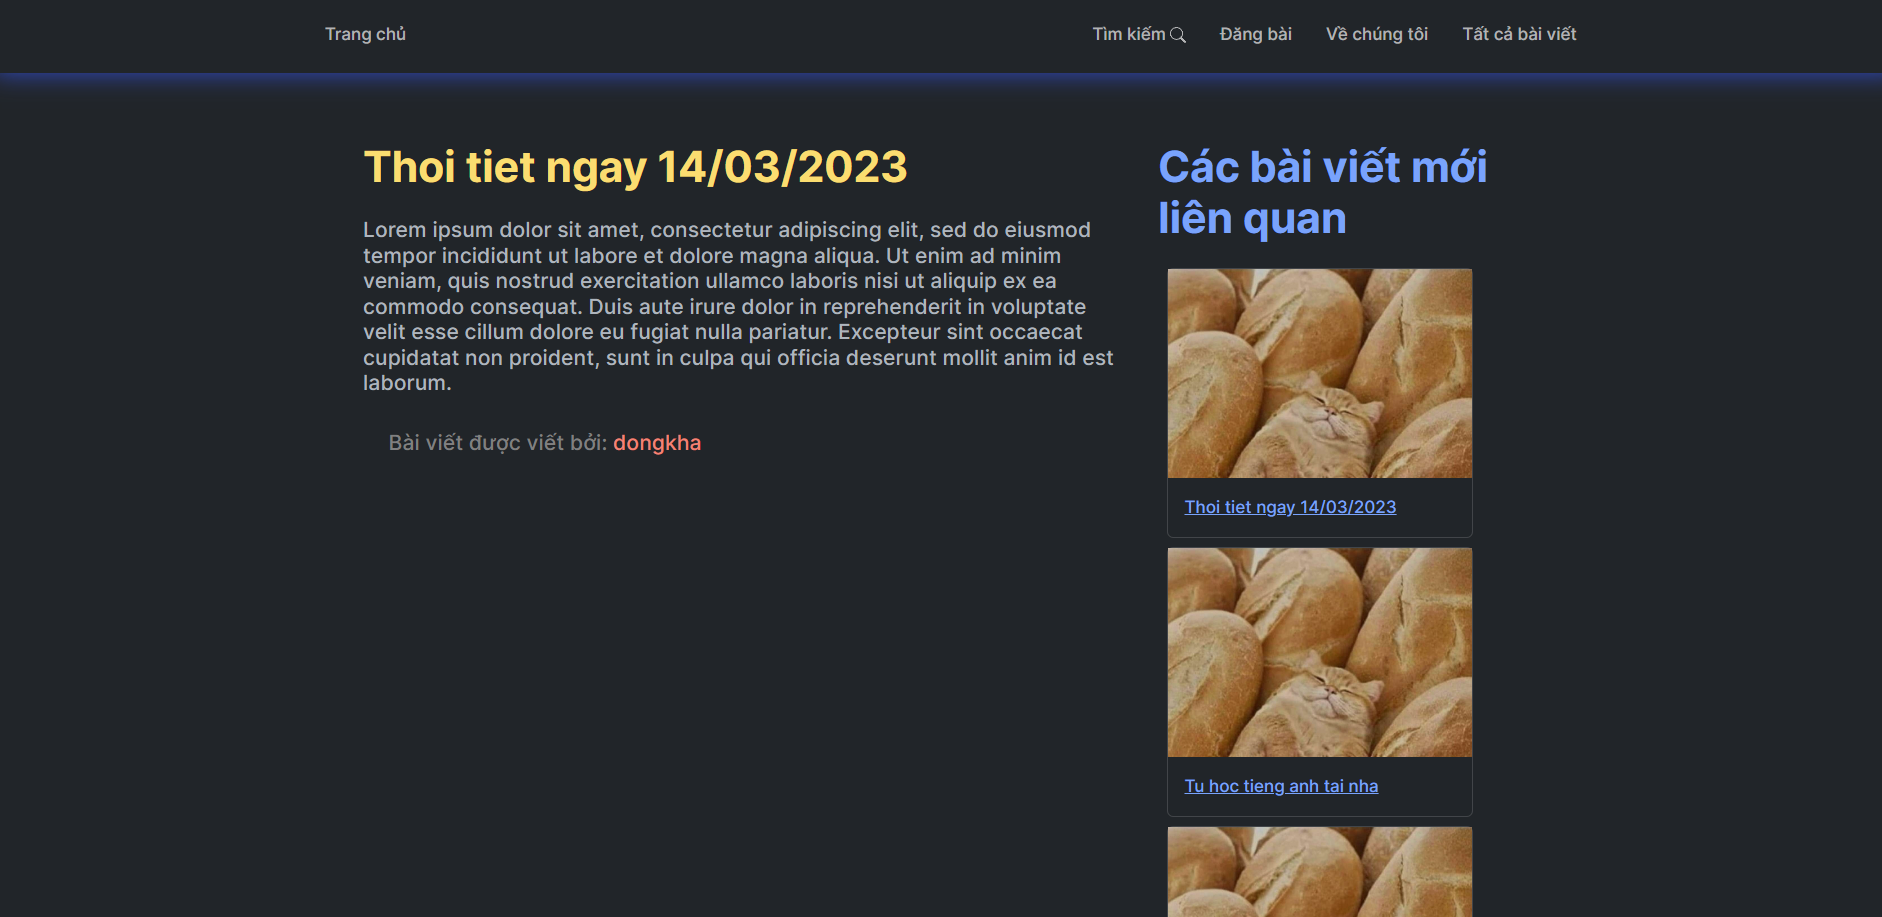 Trang chủ
Tìm kiếm Đăng bài Về chúng tôi Tất cả bài viết
Thoi tiet ngay 14/03/2023
Lorem ipsum dolor sit amet, consectetur adipiscing elit, sed do eiusmod
tempor incididunt ut labore et dolore magna aliqua. Ut enim ad minim
veniam, quis nostrud exercitation ullamco laboris nisi ut aliquip ex ea
commodo consequat. Duis aute irure dolor in reprehenderit in voluptate
velit esse cillum dolore eu fugiat nulla pariatur. Excepteur sint occaecat
cupidatat non proident, sunt in culpa qui officia deserunt mollit anim id est
laborum.
Bài viết được viết bởi: dongkha
Các bài viết mới
liên quan
Thoi tiet ngay 14/03/2023
Tu hoc tieng anh tai nha